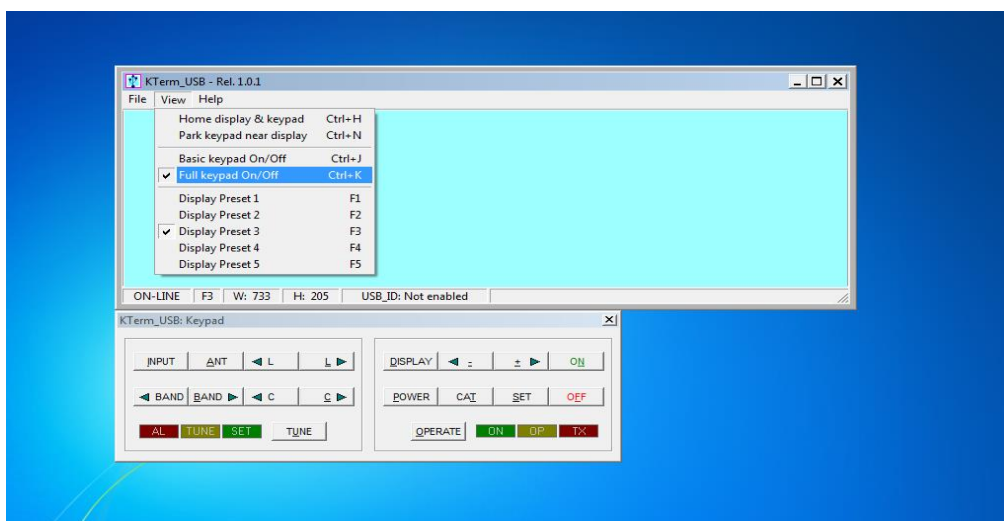 KTerm_USB - Rel. 1.0.1
File View Help
Home display & keypad Ctrl+H
Park keypad near display Ctrl+N
Basic keypad On/Off Ctrl+J
Full keypad On/Off Ctrl+K
Display Preset 1 F1
Display Preset 2 F2
Display Preset 3 F3
Display Preset 4 F4
Display Preset 5 F5
ON-LINE F3 W: 733 H: 205 USB_ID: Not enabled
KTerm_USB: Keypad
INPUT ANT L L DISPLAY - + ON
BAND BAND C C POWER CAT SET OFF
AL TUNE SET TUNE OPERATE ON OP TX